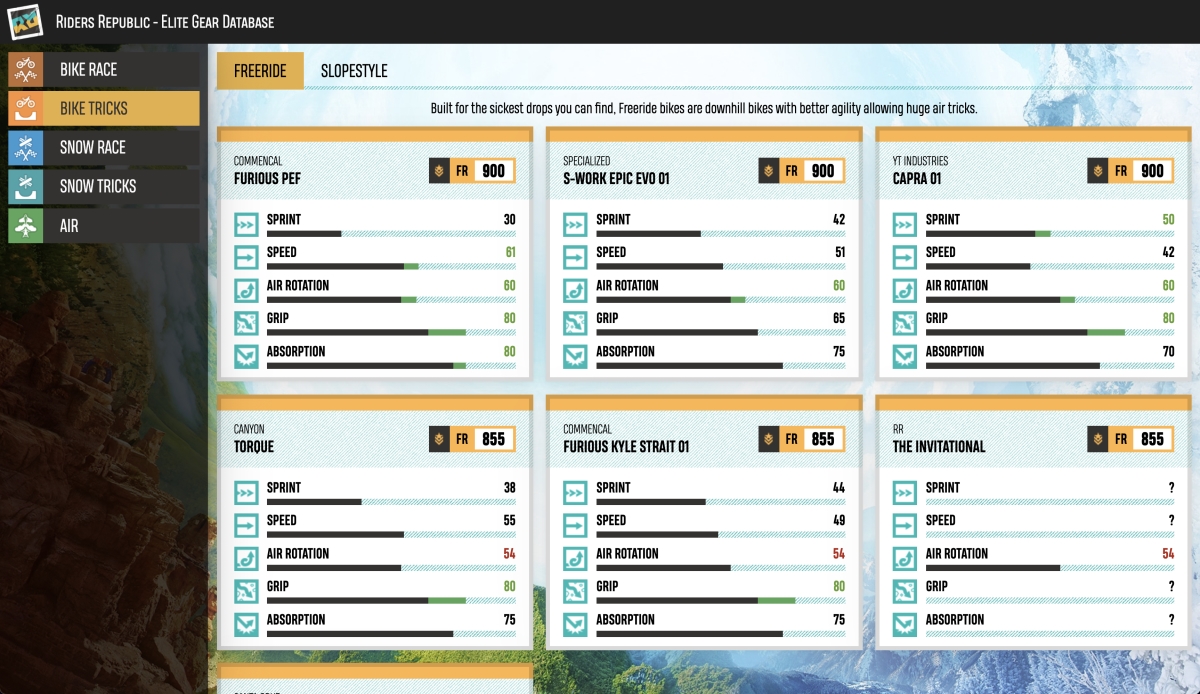 RIDERS REPUBLIC - ELITE GEAR DATABASE
BIKE RACE
BIKE TRICKS
SNOW RACE
SNOW TRICKS
AIR
FREERIDE SLOPESTYLE
Built for the sickest drops you can find, Freeride bikes are downhill bikes with better agility allowing huge air tricks.
COMMENCAL
FURIOUS PEF
FR 900
SPRINT 30
SPEED 61
AIR ROTATION 60
GRIP 80
ABSORPTION 80
SPECIALIZED
S-WORK EPIC EVO 01
FR 900
SPRINT 42
SPEED 51
AIR ROTATION 60
GRIP 65
ABSORPTION 75
YT INDUSTRIES
CAPRA 01
FR 900
SPRINT 50
SPEED 42
AIR ROTATION 60
GRIP 80
ABSORPTION 70
CANYON
TORQUE
FR 855
SPRINT 38
SPEED 55
AIR ROTATION 54
GRIP 80
ABSORPTION 75
COMMENCAL
FURIOUS KYLE STRAIT 01
FR 855
SPRINT 44
SPEED 49
AIR ROTATION 54
GRIP 80
ABSORPTION 75
RR
THE INVITATIONAL
FR 855
SPRINT ?
SPEED ?
AIR ROTATION 54
GRIP ?
ABSORPTION ?